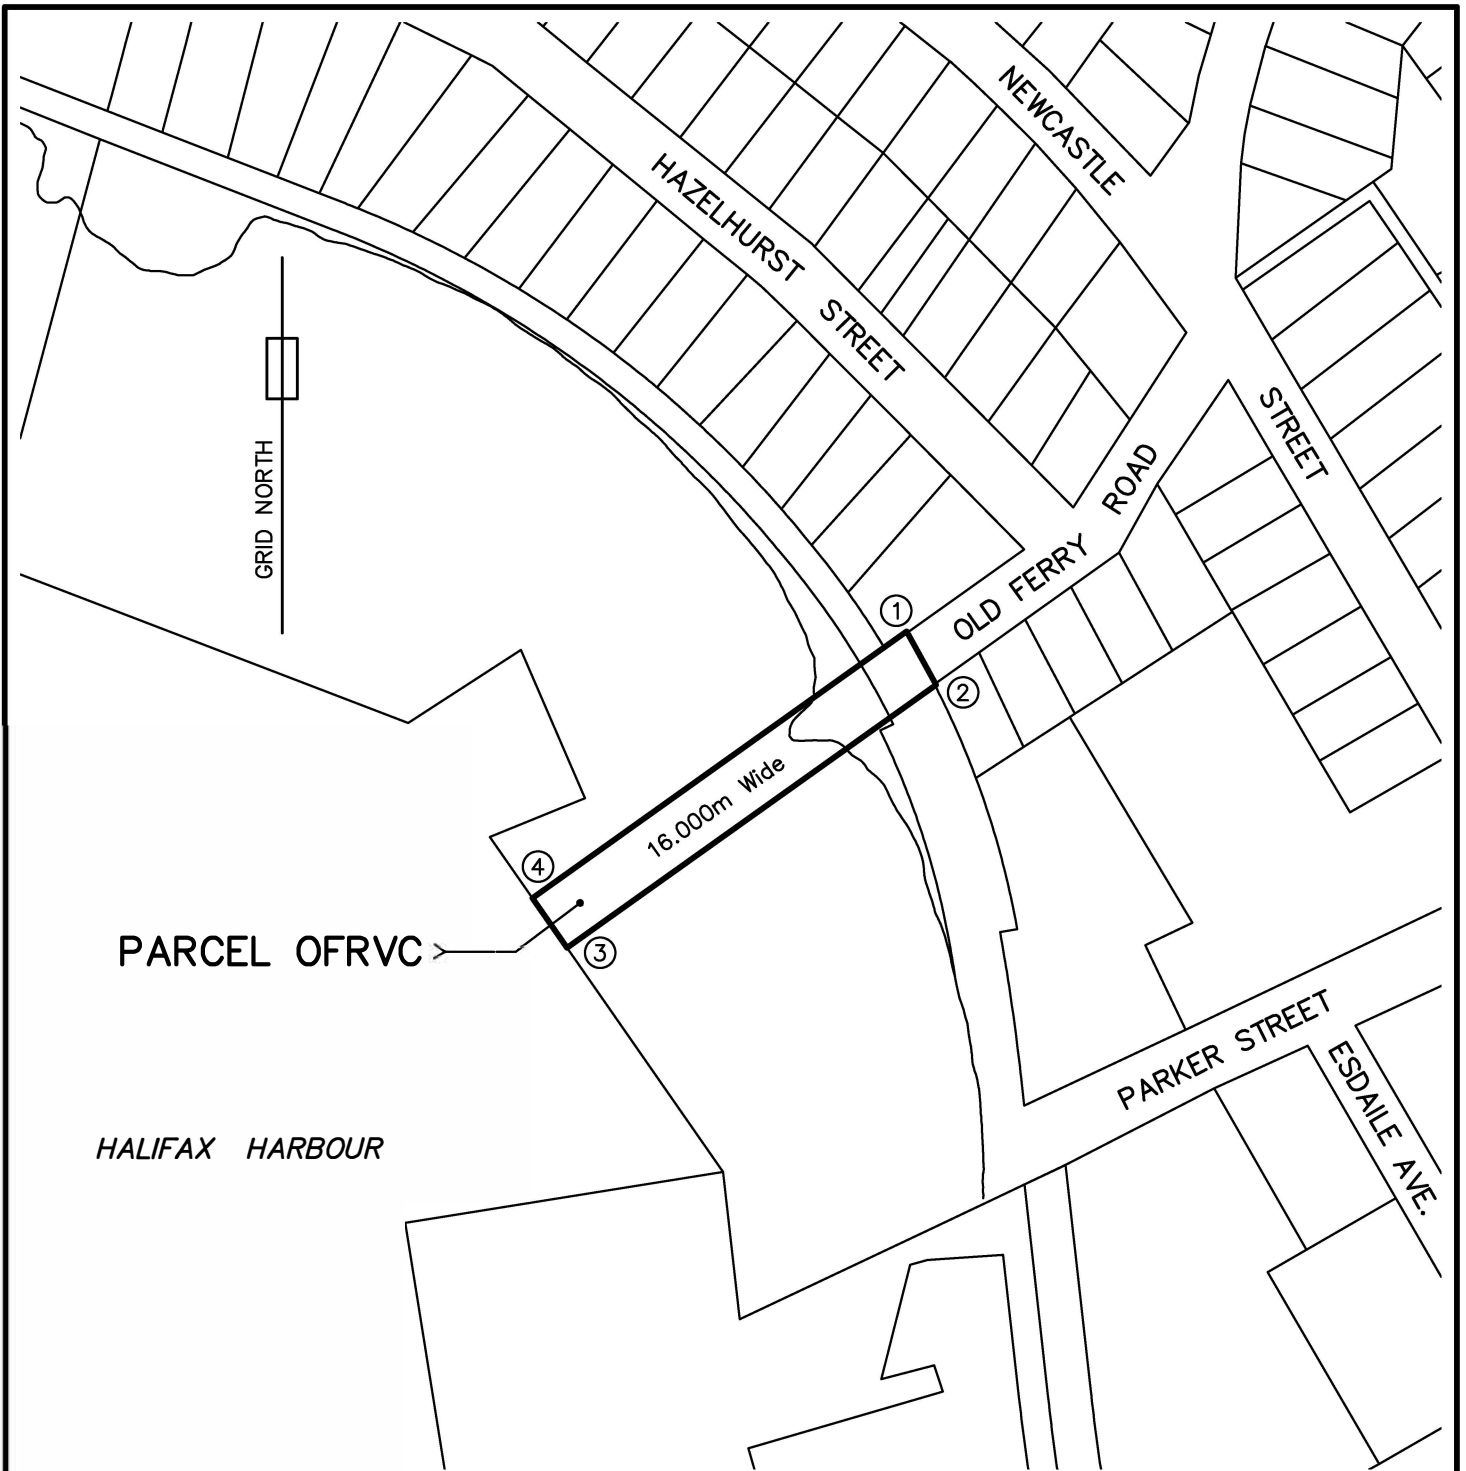 NEWCASTLE
STREET
HAZELHURST STREET
GRID NORTH
OLD FERRY ROAD
1
2
16.000m Wide
4
3
PARCEL OFRVC
HALIFAX HARBOUR
PARKER STREET
ESDAILE AVE.